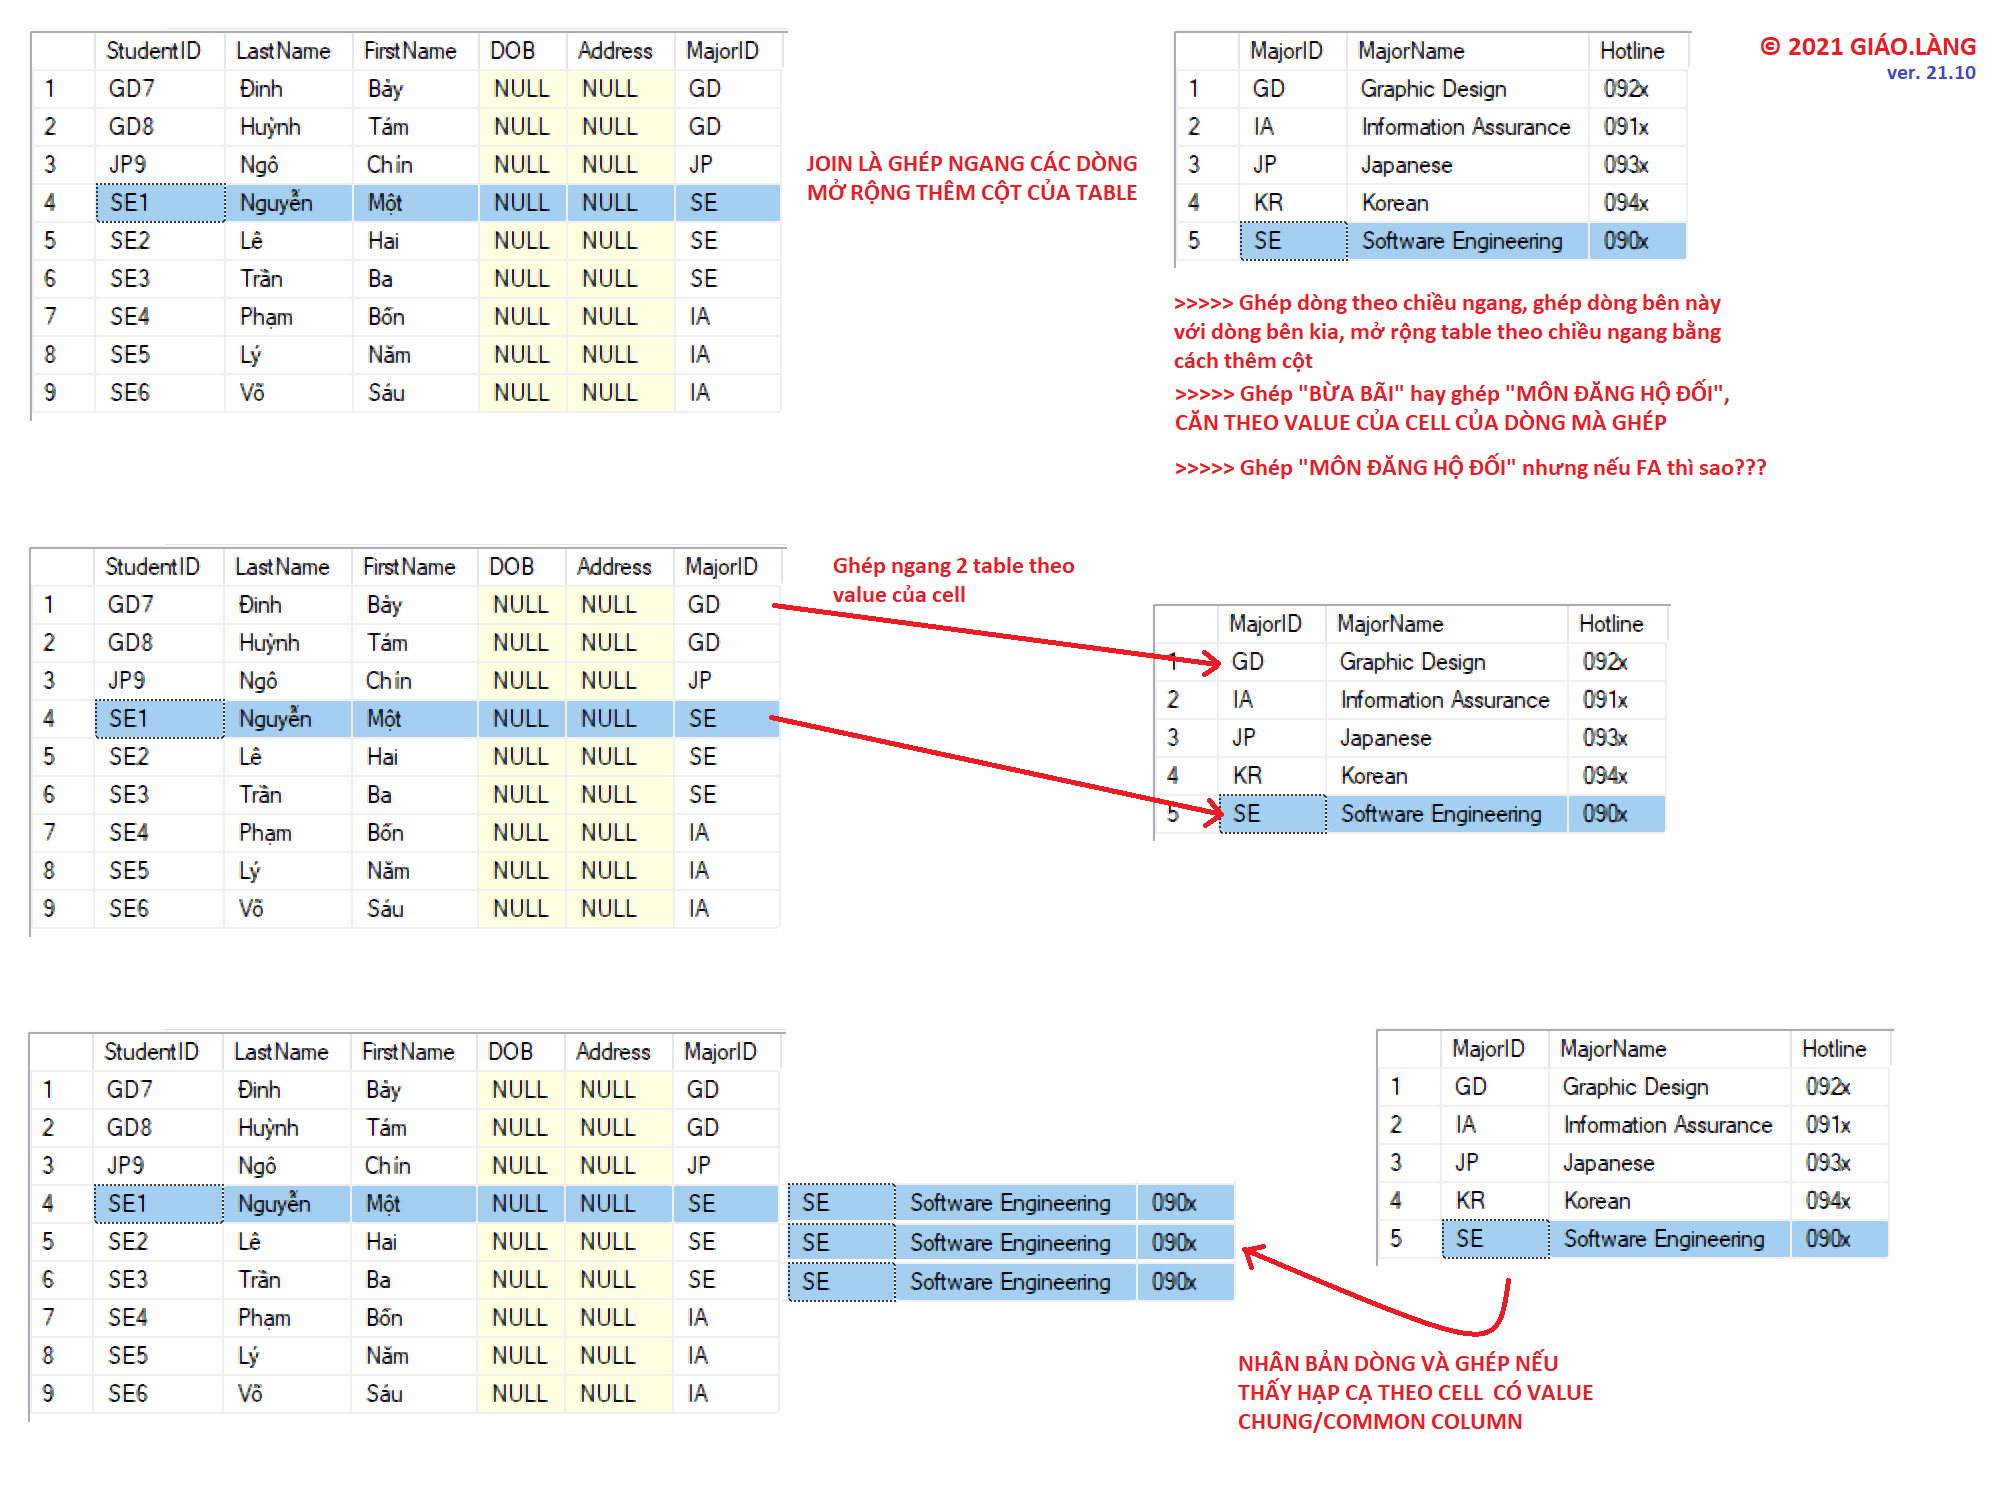 © 2021 GIÁO.LÀNG
ver. 21.10
StudentID LastName FirstName DOB Address MajorID
1 GD7 Đinh Bảy NULL NULL GD
2 GD8 Huỳnh Tám NULL NULL GD
3 JP9 Ngô Chín NULL NULL JP
4 SE1 Nguyễn Một NULL NULL SE
5 SE2 Lê Hai NULL NULL SE
6 SE3 Trần Ba NULL NULL SE
7 SE4 Phạm Bốn NULL NULL IA
8 SE5 Lý Năm NULL NULL IA
9 SE6 Võ Sáu NULL NULL IA
JOIN LÀ GHÉP NGANG CÁC DÒNG
MỞ RỘNG THÊM CỘT CỦA TABLE
MajorID MajorName Hotline
1 GD Graphic Design 092x
2 IA Information Assurance 091x
3 JP Japanese 093x
4 KR Korean 094x
5 SE Software Engineering 090x
>>>>> Ghép dòng theo chiều ngang, ghép dòng bên này
với dòng bên kia, mở rộng table theo chiều ngang bằng
cách thêm cột
>>>>> Ghép "BỪA BÃI" hay ghép "MÔN ĐĂNG HỘ ĐỐI",
CĂN THEO VALUE CỦA CELL CỦA DÒNG MÀ GHÉP
>>>>> Ghép "MÔN ĐĂNG HỘ ĐỐI" nhưng nếu FA thì sao???
StudentID LastName FirstName DOB Address MajorID
1 GD7 Đinh Bảy NULL NULL GD
2 GD8 Huỳnh Tám NULL NULL GD
3 JP9 Ngô Chín NULL NULL JP
4 SE1 Nguyễn Một NULL NULL SE
5 SE2 Lê Hai NULL NULL SE
6 SE3 Trần Ba NULL NULL SE
7 SE4 Phạm Bốn NULL NULL IA
8 SE5 Lý Năm NULL NULL IA
9 SE6 Võ Sáu NULL NULL IA
Ghép ngang 2 table theo
value của cell
MajorID MajorName Hotline
1 GD Graphic Design 092x
2 IA Information Assurance 091x
3 JP Japanese 093x
4 KR Korean 094x
5 SE Software Engineering 090x
StudentID LastName FirstName DOB Address MajorID
1 GD7 Đinh Bảy NULL NULL GD
2 GD8 Huỳnh Tám NULL NULL GD
3 JP9 Ngô Chín NULL NULL JP
4 SE1 Nguyễn Một NULL NULL SE SE Software Engineering 090x
5 SE2 Lê Hai NULL NULL SE SE Software Engineering 090x
6 SE3 Trần Ba NULL NULL SE SE Software Engineering 090x
7 SE4 Phạm Bốn NULL NULL IA
8 SE5 Lý Năm NULL NULL IA
9 SE6 Võ Sáu NULL NULL IA
MajorID MajorName Hotline
1 GD Graphic Design 092x
2 IA Information Assurance 091x
3 JP Japanese 093x
4 KR Korean 094x
5 SE Software Engineering 090x
NHÂN BẢN DÒNG VÀ GHÉP NẾU
THẤY HẠP CẠ THEO CELL CÓ VALUE
CHUNG/COMMON COLUMN